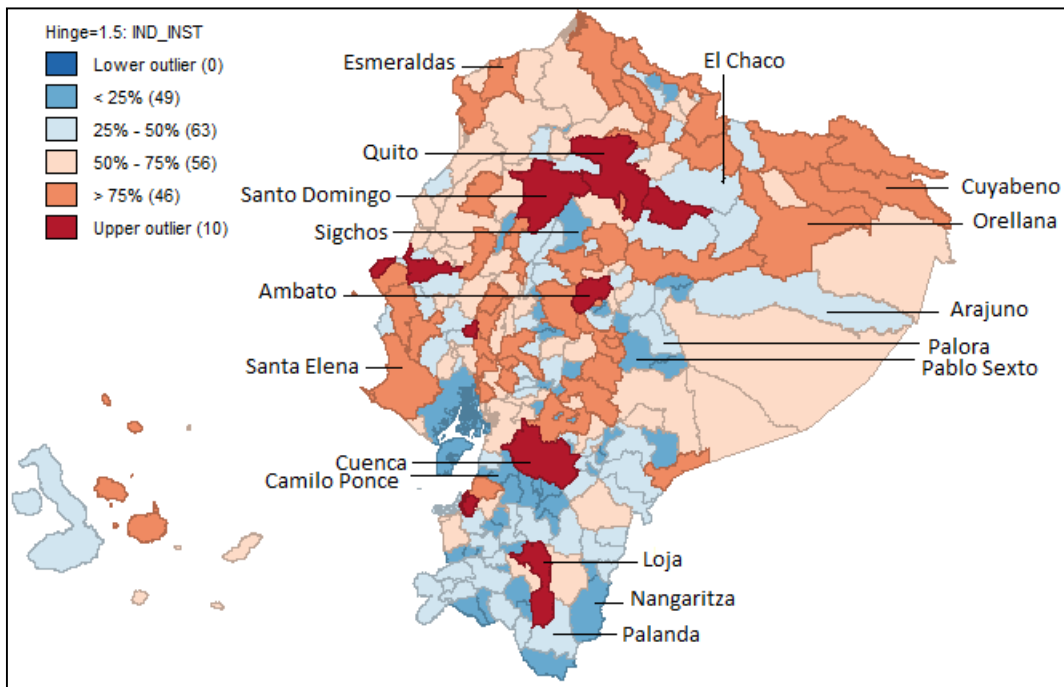 Hinge=1.5: IND_INST
Lower outlier (0)
< 25% (49)
25% - 50% (63)
50% - 75% (56)
> 75% (46)
Upper outlier (10)
Esmeraldas
El Chaco
Quito
Santo Domingo
Cuyabeno
Sigchos
Orellana
Ambato
Arajuno
Palora
Santa Elena
Pablo Sexto
Cuenca
Camilo Ponce
Loja
Nangaritza
Palanda